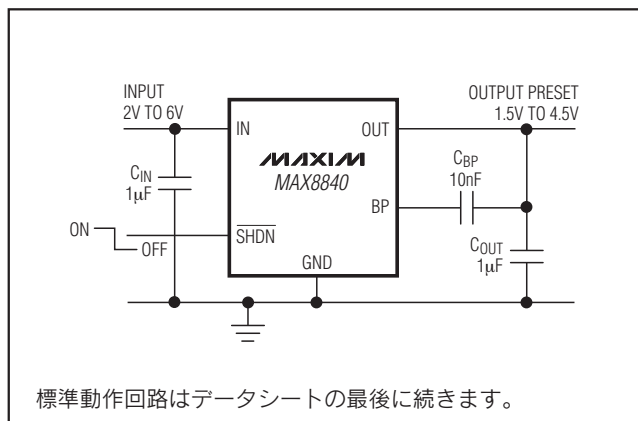 INPUT
2V TO 6V
OUTPUT PRESET
1.5V TO 4.5V
IN
OUT
MAXIM
MAX8840
CIN
1µF
CBP
10nF
BP
ON
OFF
SHDN
COUT
1µF
GND
標準動作回路はデータシートの最後に続きます。